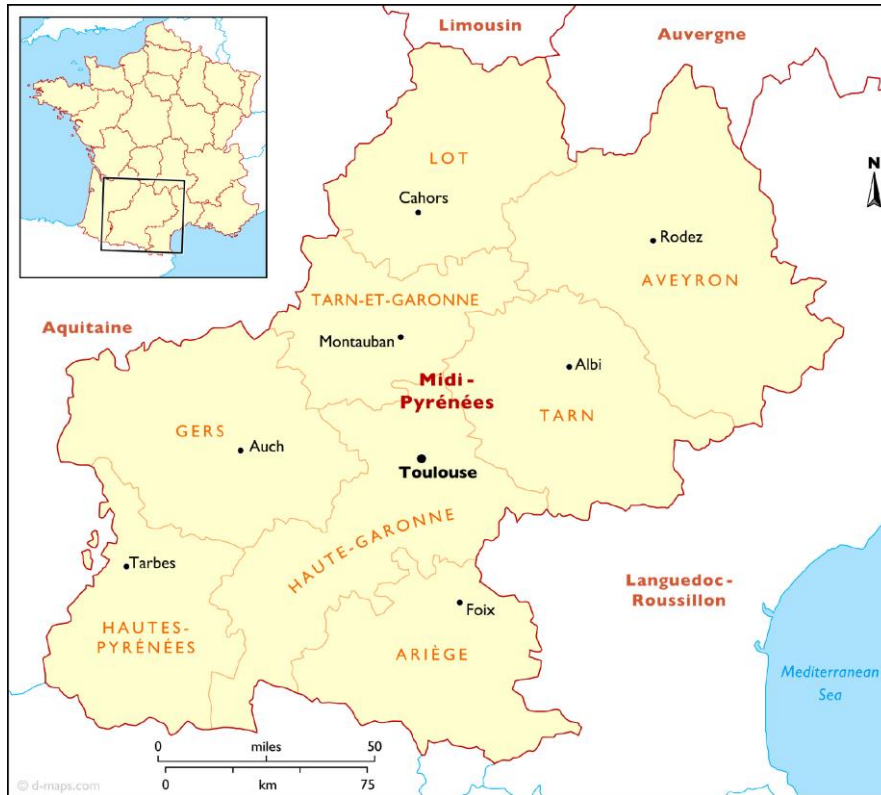 Limousin
Auvergne
LOT
N
Cahors
Rodez
AVEYRON
TARN-ET-GARONNE
Aquitaine
Montauban
Albi
Midi-
Pyrénées
TARN
GERS
Auch
Toulouse
HAUTE-GARONNE
Tarbes
Languedoc-
Roussillon
Foix
HAUTES-
PYRÉNÉES
ARIÈGE
Mediterranean
Sea
0 miles 50
0 km 75
© d-maps.com